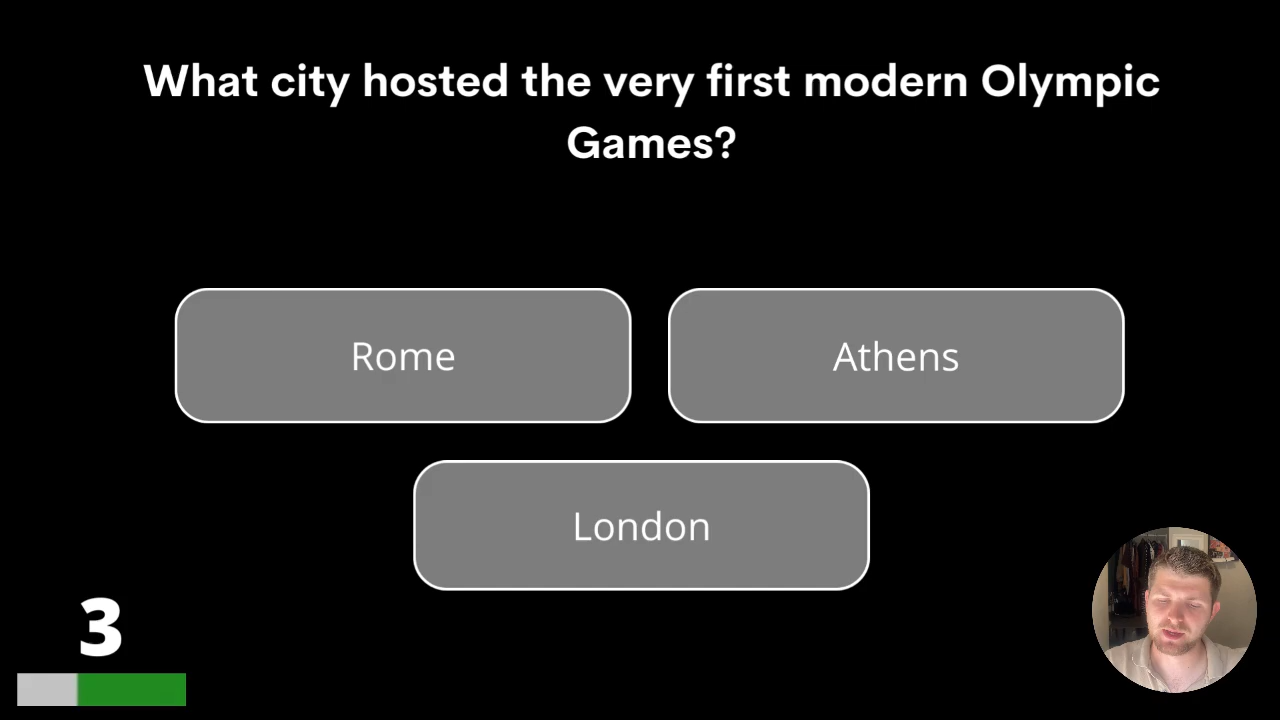 What city hosted the very first modern Olympic
Games?
Rome
Athens
London
3